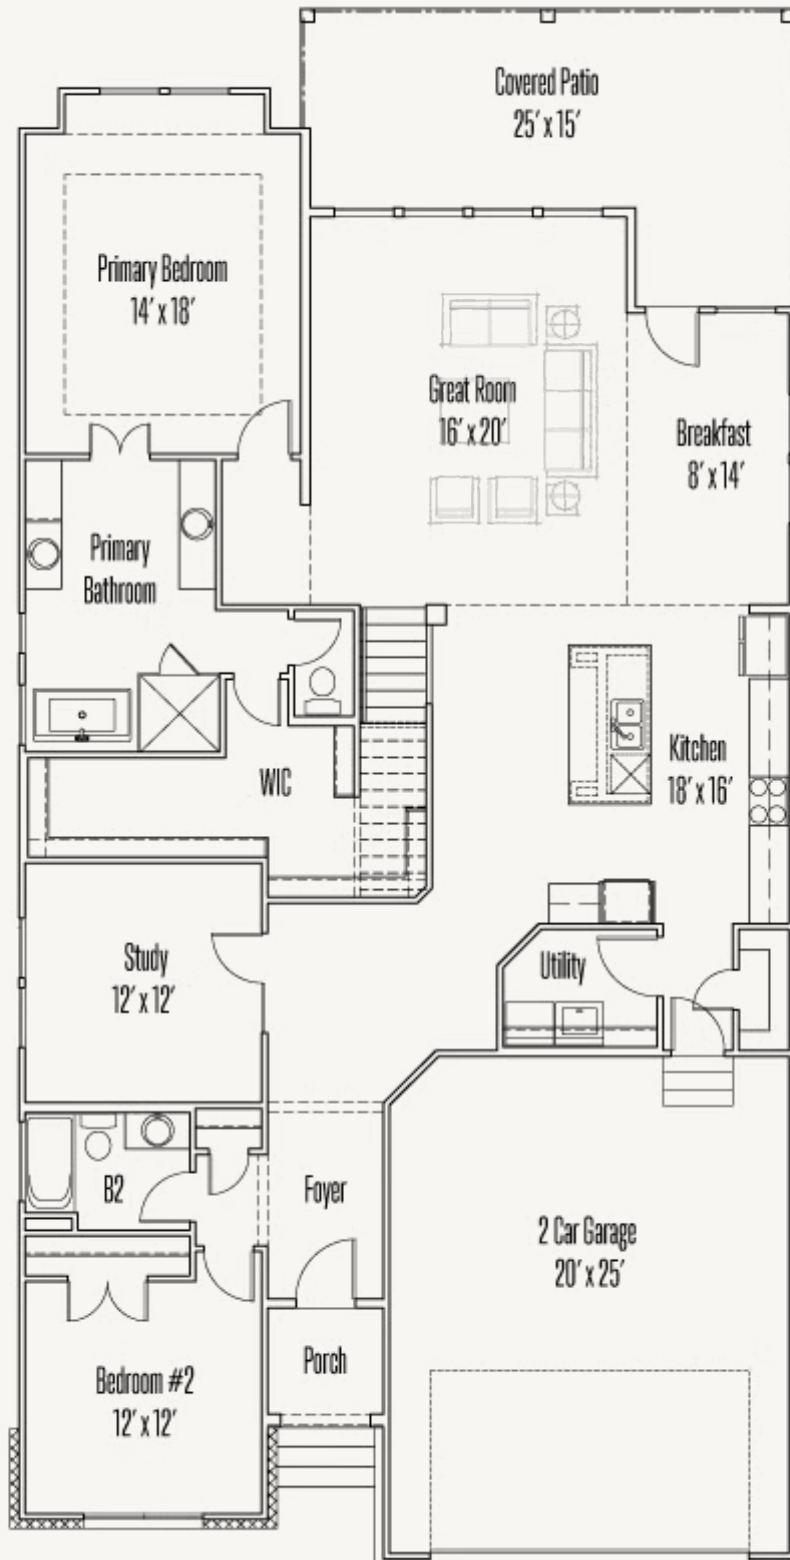 Covered Patio
25' x 15'
Primary Bedroom
14' x 18'
Great Room
16' x 20'
Breakfast
8' x 14'
Primary
Bathroom
Kitchen
18' x 16'
WIC
Study
12' x 12'
Utility
B2
Foyer
2 Car Garage
20' x 25'
Porch
Bedroom #2
12' x 12'